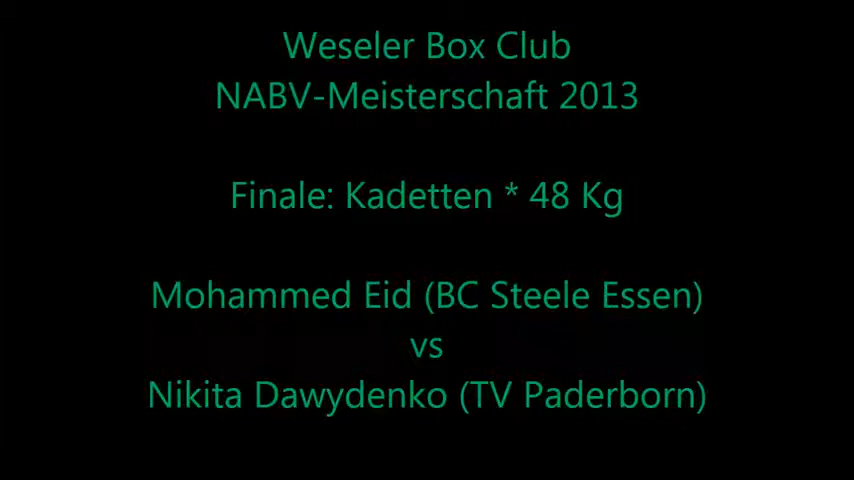 Weseler Box Club
NABV-Meisterschaft 2013
Finale: Kadetten * 48 Kg
Mohammed Eid (BC Steele Essen)
vs
Nikita Dawydenko (TV Paderborn)